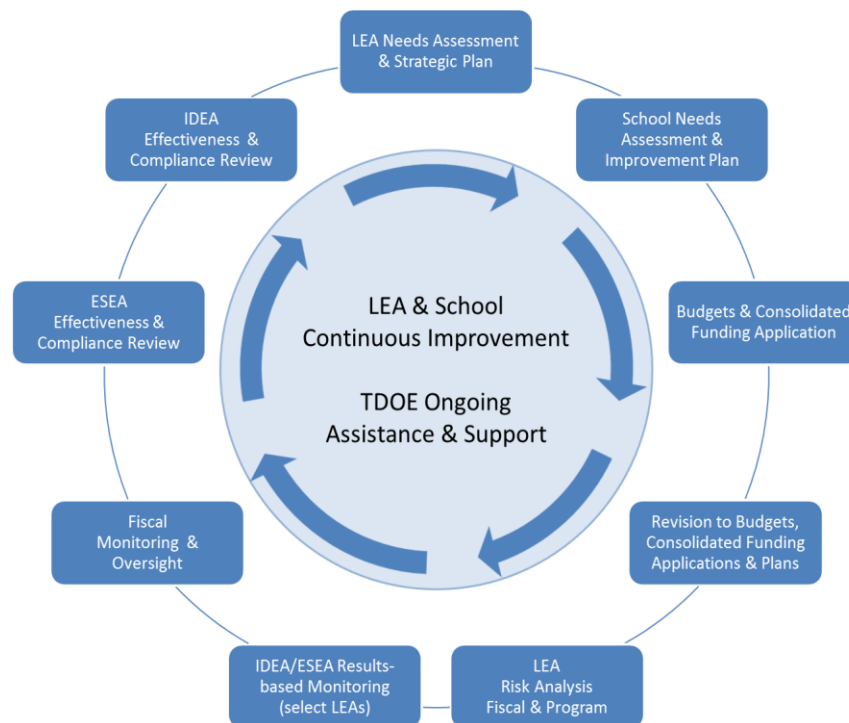 LEA Needs Assessment
& Strategic Plan
School Needs
Assessment &
Improvement Plan
Budgets & Consolidated
Funding Application
Revision to Budgets,
Consolidated Funding
Applications & Plans
LEA
Risk Analysis
Fiscal & Program
IDEA/ESEA Results-
based Monitoring
(select LEAs)
Fiscal
Monitoring &
Oversight
ESEA
Effectiveness &
Compliance Review
IDEA
Effectiveness &
Compliance Review
LEA & School
Continuous Improvement
TDOE Ongoing
Assistance & Support